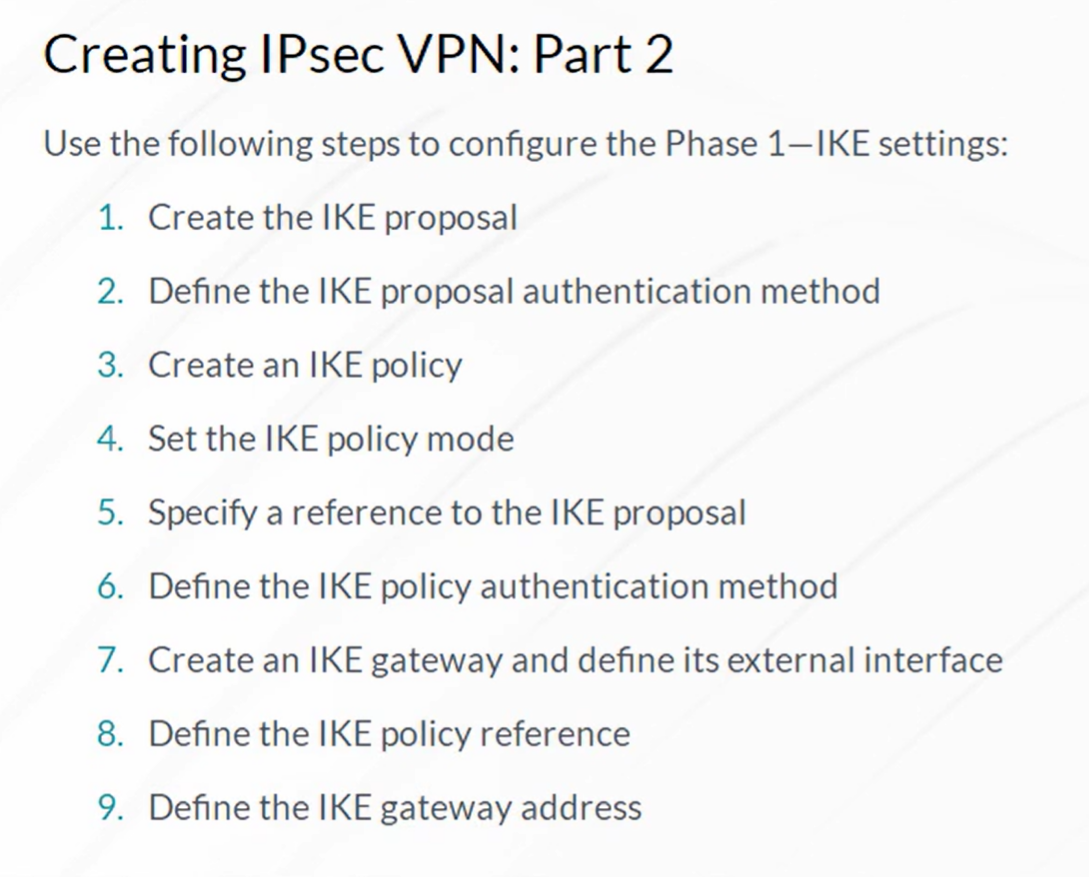 Creating IPsec VPN: Part 2
Use the following steps to configure the Phase 1—IKE settings:
1. Create the IKE proposal
2. Define the IKE proposal authentication method
3. Create an IKE policy
4. Set the IKE policy mode
5. Specify a reference to the IKE proposal
6. Define the IKE policy authentication method
7. Create an IKE gateway and define its external interface
8. Define the IKE policy reference
9. Define the IKE gateway address